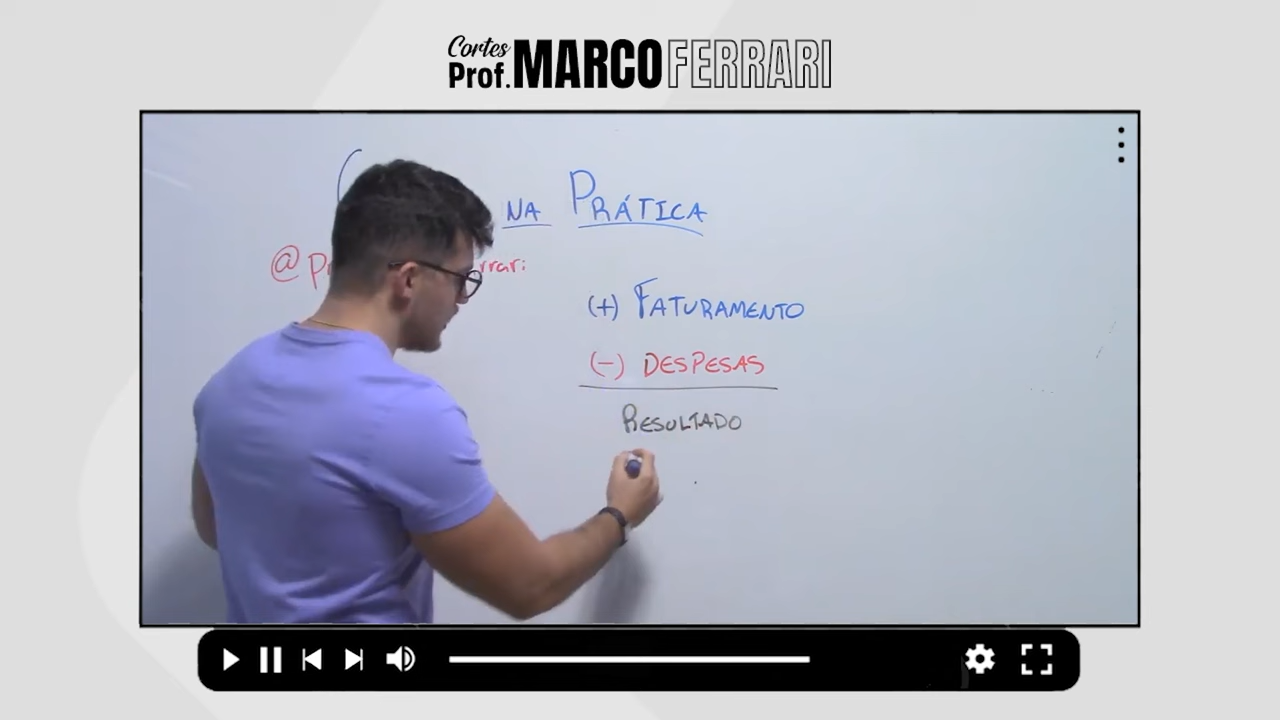 Cortes
Prof. MARCO FERRARI
NA PRÁTICA
(+) FATURAMENTO
(-) DESPESAS
RESULTADO